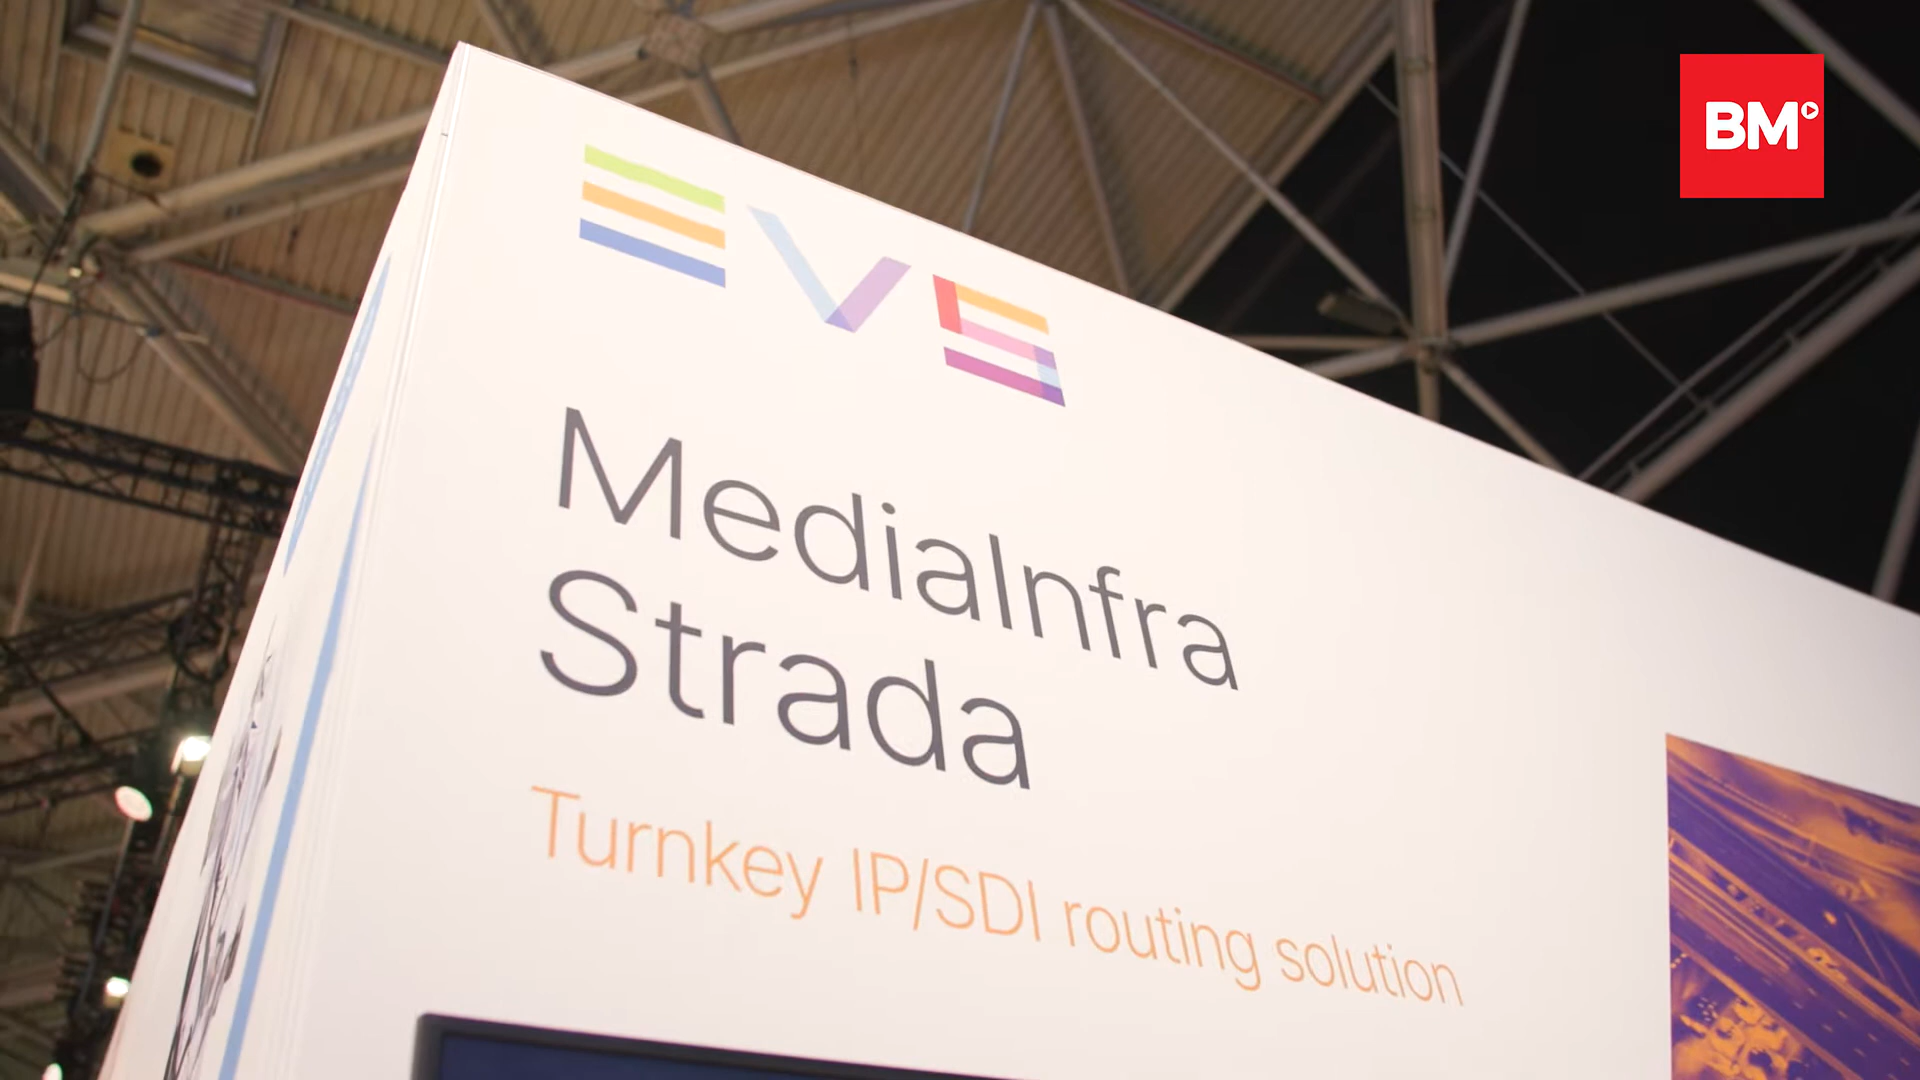 BM
EVS
MediaInfra
Strada
Turnkey IP/SDI routing solution